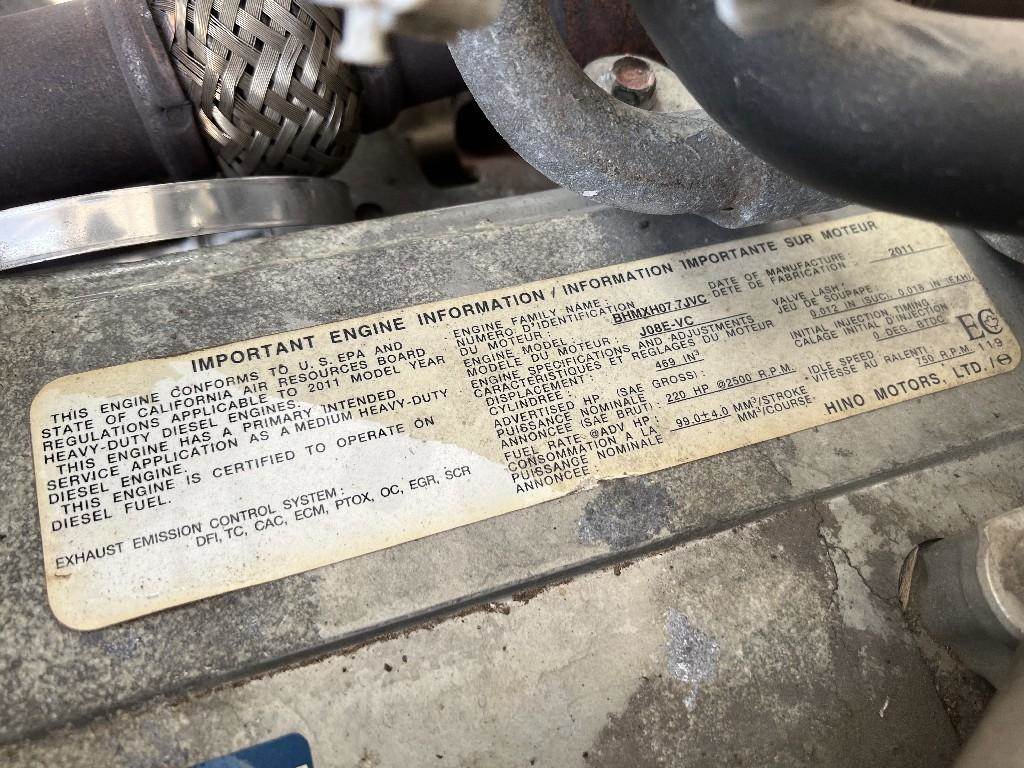 IMPORTANT ENGINE INFORMATION / INFORMATION IMPORTANTE SUR MOTEUR
THIS ENGINE CONFORMS TO U.S. EPA AND
STATE OF CALIFORNIA AIR RESOURCES BOARD
REGULATIONS APPLICABLE TO 2011 MODEL YEAR
HEAVY-DUTY DIESEL ENGINES.
THIS ENGINE HAS A PRIMARY INTENDED
SERVICE APPLICATION AS A MEDIUM HEAVY-DUTY
DIESEL ENGINE.
THIS ENGINE IS CERTIFIED TO OPERATE ON
DIESEL FUEL.
EXHAUST EMISSION CONTROL SYSTEM :
DFI, TC, CAC, ECM, PTOX, OC, EGR, SCR
ENGINE FAMILY NAME :
NUMERO D'IDENTIFICATION
DU MOTEUR : BHMXH07.7JVC
ENGINE MODEL :
MODELE DU MOTEUR : J08E-VC
ENGINE SPECIFICATIONS AND ADJUSTMENTS
CARACTERISTIQUES ET REGLAGES DU MOTEUR
DISPLACEMENT :
CYLINDREE : 469 IN³
ADVERTISED HP. (SAE GROSS) :
PUISSANCE NOMINALE
ANNONCEE (SAE BRUT) : 220 HP @2500 R.P.M.
FUEL RATE @ADV HP. :
CONSOMMATION A LA
PUISSANCE NOMINALE
ANNONCEE 99.0±4.0 MM³/STROKE
MM³/COURSE
DATE OF MANUFACTURE
DETE DE FABRICATION : 2011
VALVE LASH :
JEU DE SOUPAPE :
0.012 IN (SUC), 0.018 IN (EXH)
INITIAL INJECTION TIMING
CALAGE INITIAL D'INJECTION
0 DEG. BTDC
IDLE SPEED :
VITESSE AU RALENTI 750 R.P.M.
EC
119
HINO MOTORS, LTD.